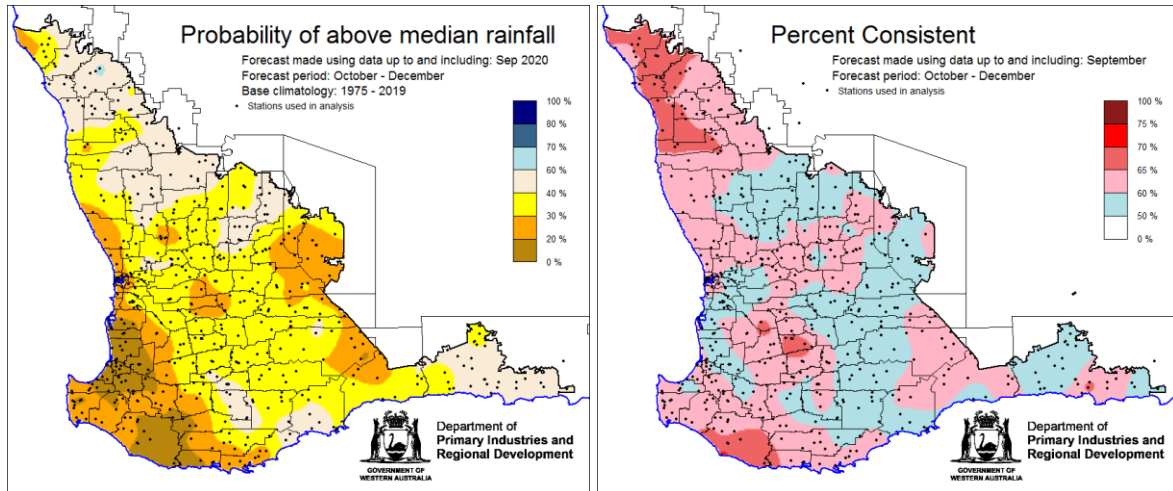 Probability of above median rainfall
Forecast made using data up to and including: Sep 2020
Forecast period: October - December
Base climatology: 1975 - 2019
Stations used in analysis
100 %
80 %
70 %
60 %
40 %
30 %
20 %
0 %
GOVERNMENT OF
WESTERN AUSTRALIA
Department of
Primary Industries and
Regional Development
Percent Consistent
Forecast made using data up to and including: September
Forecast period: October - December
Stations used in analysis
100 %
75 %
70 %
65 %
60 %
50 %
0 %
GOVERNMENT OF
WESTERN AUSTRALIA
Department of
Primary Industries and
Regional Development